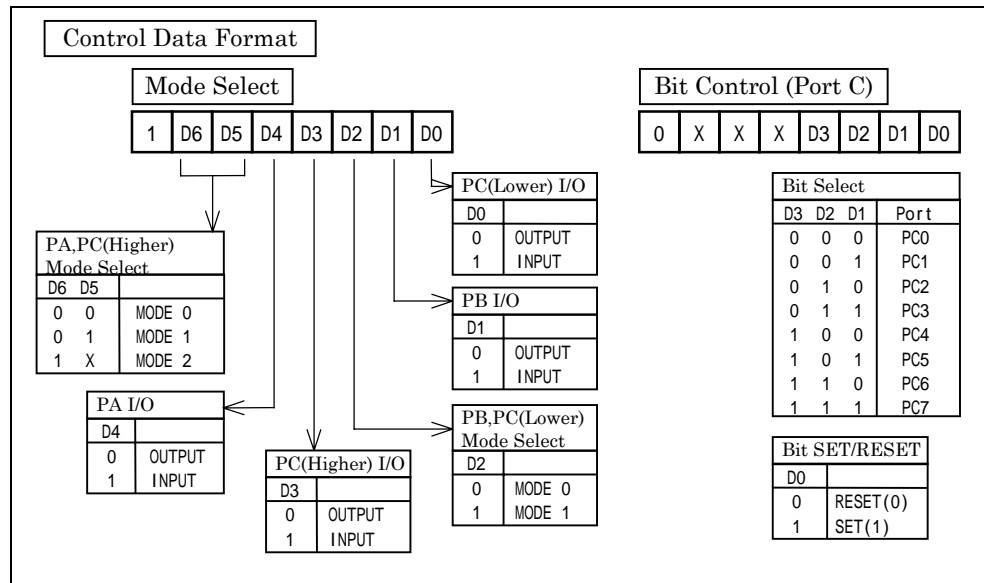 Control Data Format
Mode Select
1 D6 D5 D4 D3 D2 D1 D0
PC(Lower) I/O
D0
0 OUTPUT
1 INPUT
PA,PC(Higher)
Mode Select
D6 D5
0 0 MODE 0
0 1 MODE 1
1 X MODE 2
PB I/O
D1
0 OUTPUT
1 INPUT
PA I/O
D4
0 OUTPUT
1 INPUT
PC(Higher) I/O
D3
0 OUTPUT
1 INPUT
PB,PC(Lower)
Mode Select
D2
0 MODE 0
1 MODE 1
Bit Control (Port C)
0 X X X D3 D2 D1 D0
Bit Select
D3 D2 D1 Port
0 0 0 PC0
0 0 1 PC1
0 1 0 PC2
0 1 1 PC3
1 0 0 PC4
1 0 1 PC5
1 1 0 PC6
1 1 1 PC7
Bit SET/RESET
D0
0 RESET(0)
1 SET(1)